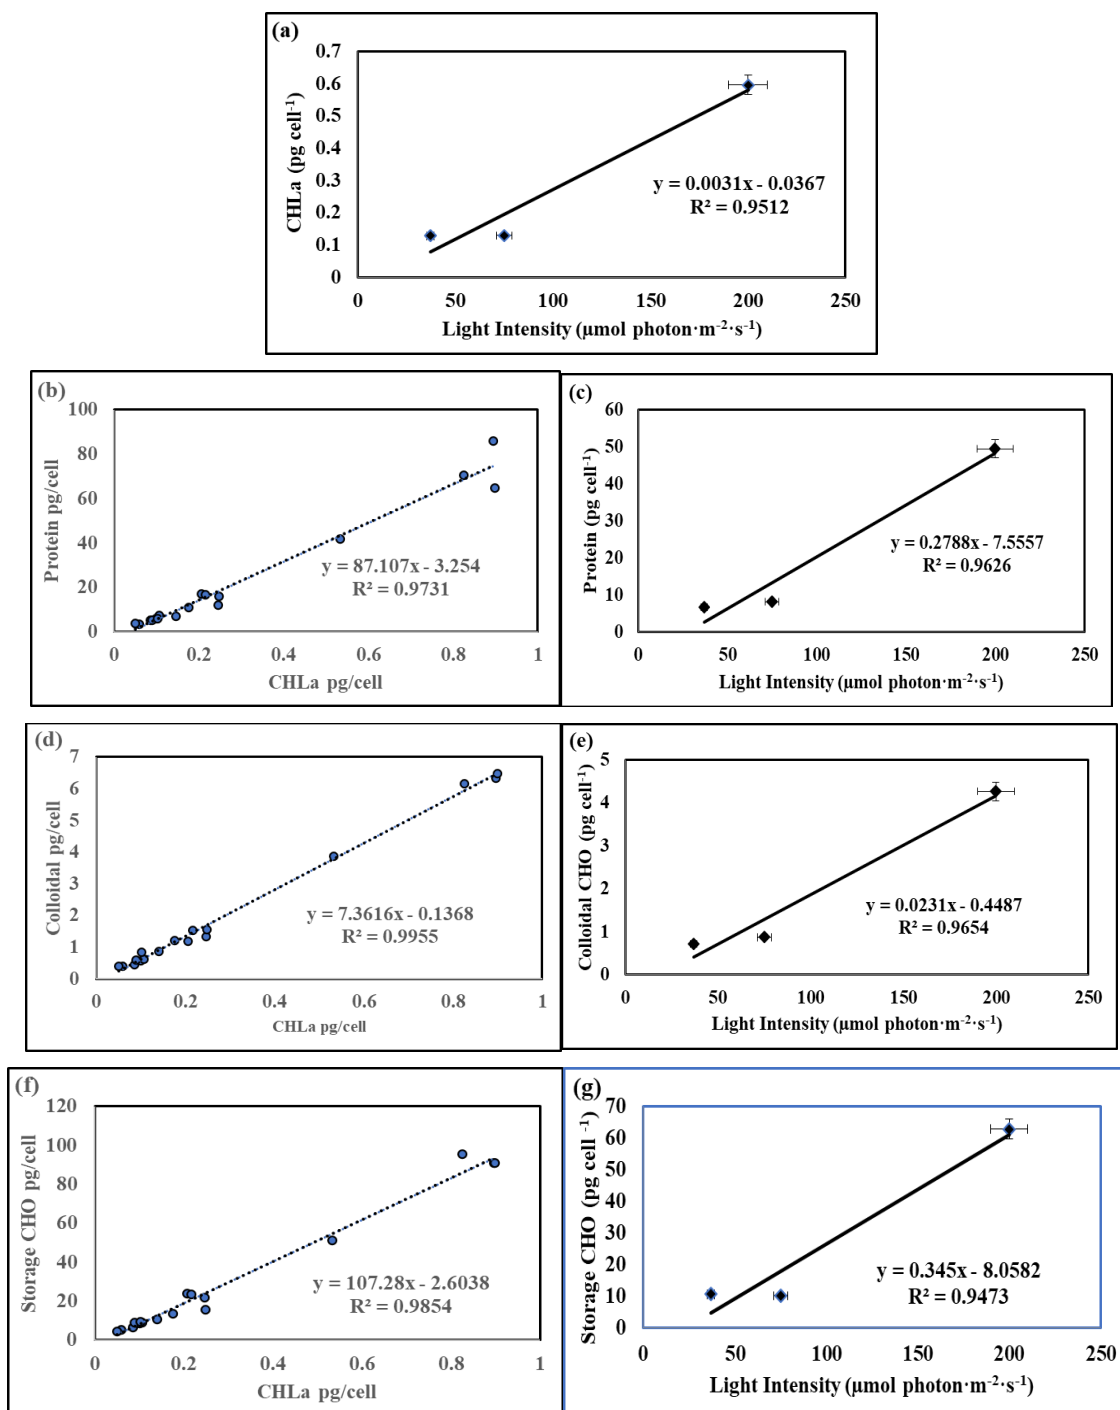 (a)
0.7
0.6
0.5
0.4
0.3
0.2
0.1
0
CHLa (pg cell⁻¹)
y = 0.0031x - 0.0367
R² = 0.9512
0 50 100 150 200 250
Light Intensity (µmol photon·m⁻²·s⁻¹)
(b)
100
80
60
40
20
0
Protein pg/cell
y = 87.107x - 3.254
R² = 0.9731
0 0.2 0.4 0.6 0.8 1
CHLa pg/cell
(c)
60
50
40
30
20
10
0
Protein (pg cell⁻¹)
y = 0.2788x - 7.5557
R² = 0.9626
0 50 100 150 200 250
Light Intensity (µmol photon·m⁻²·s⁻¹)
(d)
7
6
5
4
3
2
1
0
Colloidal pg/cell
y = 7.3616x - 0.1368
R² = 0.9955
0 0.2 0.4 0.6 0.8 1
CHLa pg/cell
(e)
5
4
3
2
1
0
Colloidal CHO (pg cell⁻¹)
y = 0.0231x - 0.4487
R² = 0.9654
0 50 100 150 200 250
Light Intensity (µmol photon·m⁻²·s⁻¹)
(f)
120
100
80
60
40
20
0
Storage CHO pg/cell
y = 107.28x - 2.6038
R² = 0.9854
0 0.2 0.4 0.6 0.8 1
CHLa pg/cell
(g)
70
60
50
40
30
20
10
0
Storage CHO (pg cell ⁻¹)
y = 0.345x - 8.0582
R² = 0.9473
0 50 100 150 200 250
Light Intensity (µmol photon·m⁻²·s⁻¹)